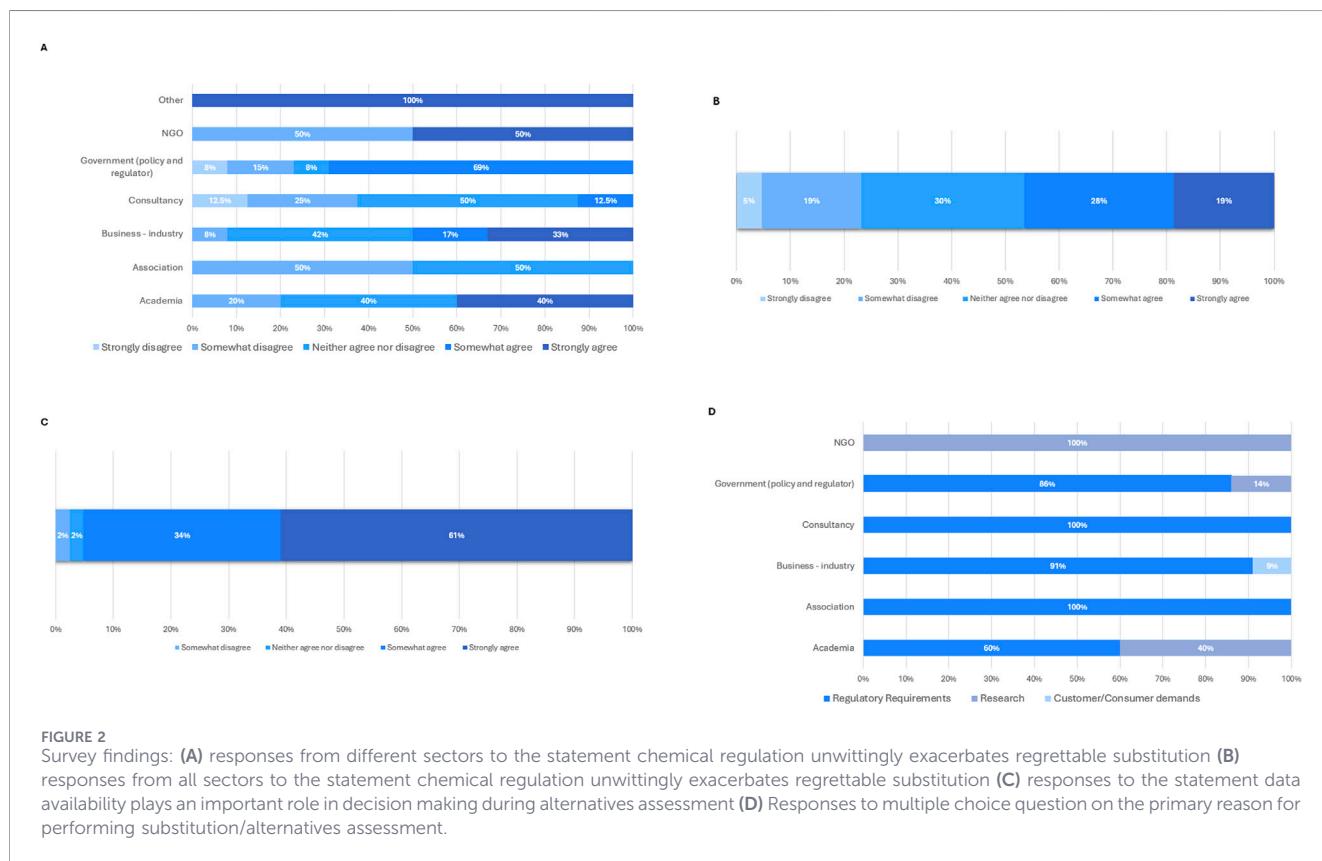 A
Other
100%
NGO
50% 50%
Government (policy and
regulator)
8% 15% 8% 69%
Consultancy
12.5% 25% 50% 12.5%
Business - industry
8% 42% 17% 33%
Association
50% 50%
Academia
20% 40% 40%
0% 10% 20% 30% 40% 50% 60% 70% 80% 90% 100%
Strongly disagree Somewhat disagree Neither agree nor disagree Somewhat agree Strongly agree
B
5% 19% 30% 28% 19%
0% 10% 20% 30% 40% 50% 60% 70% 80% 90% 100%
Strongly disagree Somewhat disagree Neither agree nor disagree Somewhat agree Strongly agree
C
2% 2% 34% 61%
0% 10% 20% 30% 40% 50% 60% 70% 80% 90% 100%
Somewhat disagree Neither agree nor disagree Somewhat agree Strongly agree
D
NGO
100%
Government (policy and regulator)
86% 14%
Consultancy
100%
Business - industry
91% 9%
Association
100%
Academia
60% 40%
0% 10% 20% 30% 40% 50% 60% 70% 80% 90% 100%
Regulatory Requirements Research Customer/Consumer demands
FIGURE 2
Survey findings: (A) responses from different sectors to the statement chemical regulation unwittingly exacerbates regrettable substitution (B)
responses from all sectors to the statement chemical regulation unwittingly exacerbates regrettable substitution (C) responses to the statement data
availability plays an important role in decision making during alternatives assessment (D) Responses to multiple choice question on the primary reason for
performing substitution/alternatives assessment.